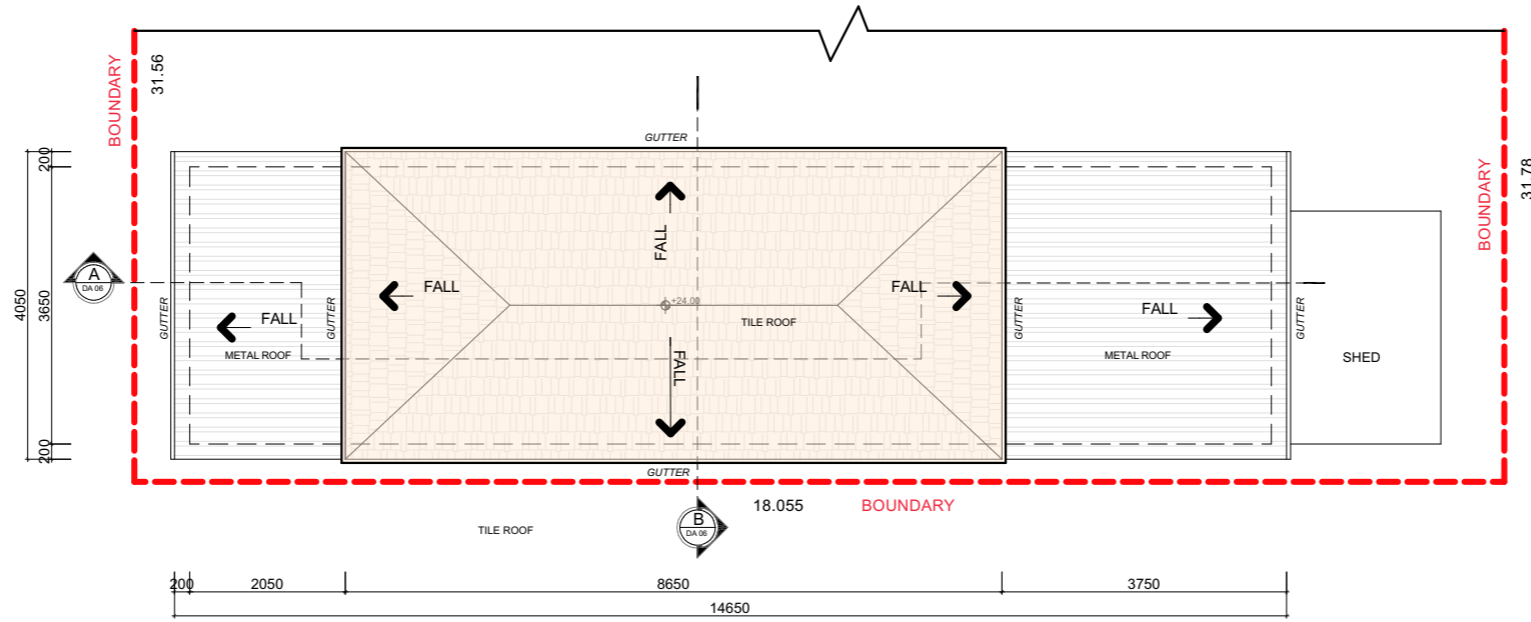 BOUNDARY
31.56
GUTTER
BOUNDARY
31.78
200
4050
3650
200
FALL
FALL
FALL
FALL
FALL
FALL
A
DA 06
GUTTER
GUTTER
+24.00
TILE ROOF
GUTTER
GUTTER
METAL ROOF
METAL ROOF
SHED
GUTTER
18.055
BOUNDARY
B
DA 06
TILE ROOF
200
2050
8650
3750
14650